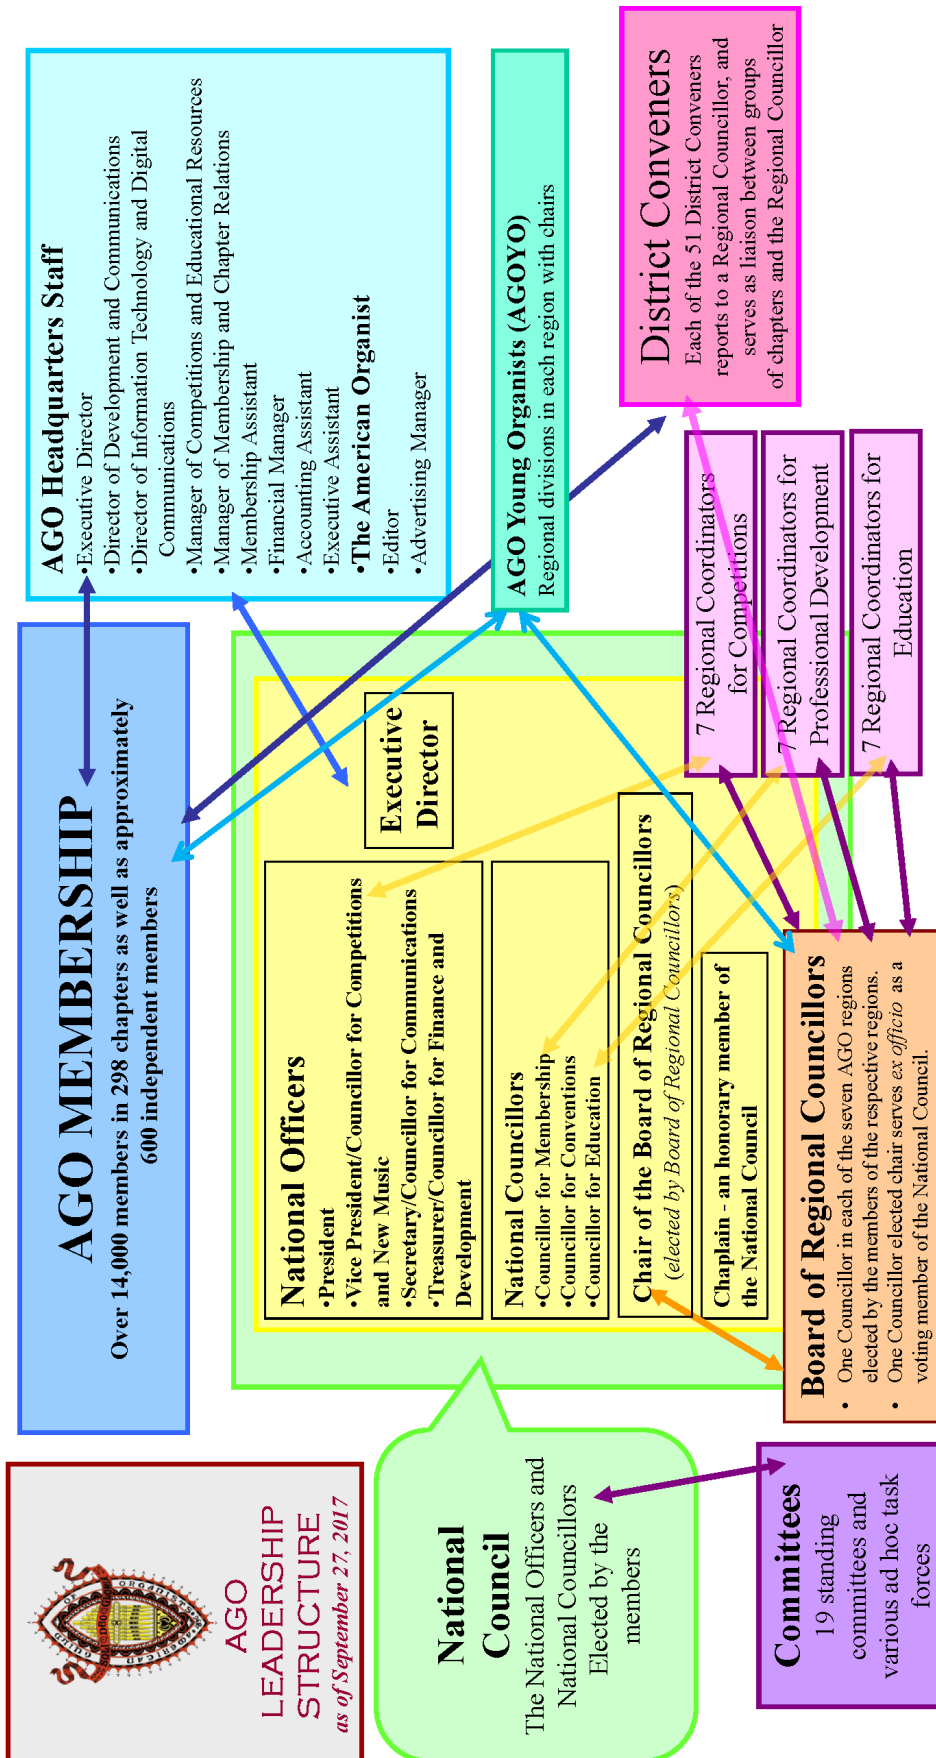 AGO
LEADERSHIP
STRUCTURE
as of September 27, 2017
AGO MEMBERSHIP
Over 14,000 members in 298 chapters as well as approximately
600 independent members
AGO Headquarters Staff
•Executive Director
•Director of Development and Communications
•Director of Information Technology and Digital
Communications
•Manager of Competitions and Educational Resources
•Manager of Membership and Chapter Relations
•Membership Assistant
•Financial Manager
•Accounting Assistant
•Executive Assistant
•The American Organist
•Editor
•Advertising Manager
National
Council
The National Officers and
National Councillors
Elected by the
members
National Officers
•President
•Vice President/Councillor for Competitions
and New Music
•Secretary/Councillor for Communications
•Treasurer/Councillor for Finance and
Development
Executive
Director
National Councillors
•Councillor for Membership
•Councillor for Conventions
•Councillor for Education
Chair of the Board of Regional Councillors
(elected by Board of Regional Councillors)
Chaplain - an honorary member of
the National Council
AGO Young Organists (AGOYO)
Regional divisions in each region with chairs
District Conveners
Each of the 51 District Conveners
reports to a Regional Councillor, and
serves as liaison between groups
of chapters and the Regional Councillor
7 Regional Coordinators
for Competitions
7 Regional Coordinators for
Professional Development
7 Regional Coordinators for
Education
Committees
19 standing
committees and
various ad hoc task
forces
Board of Regional Councillors
• One Councillor in each of the seven AGO regions
elected by the members of the respective regions.
• One Councillor elected chair serves ex officio as a
voting member of the National Council.